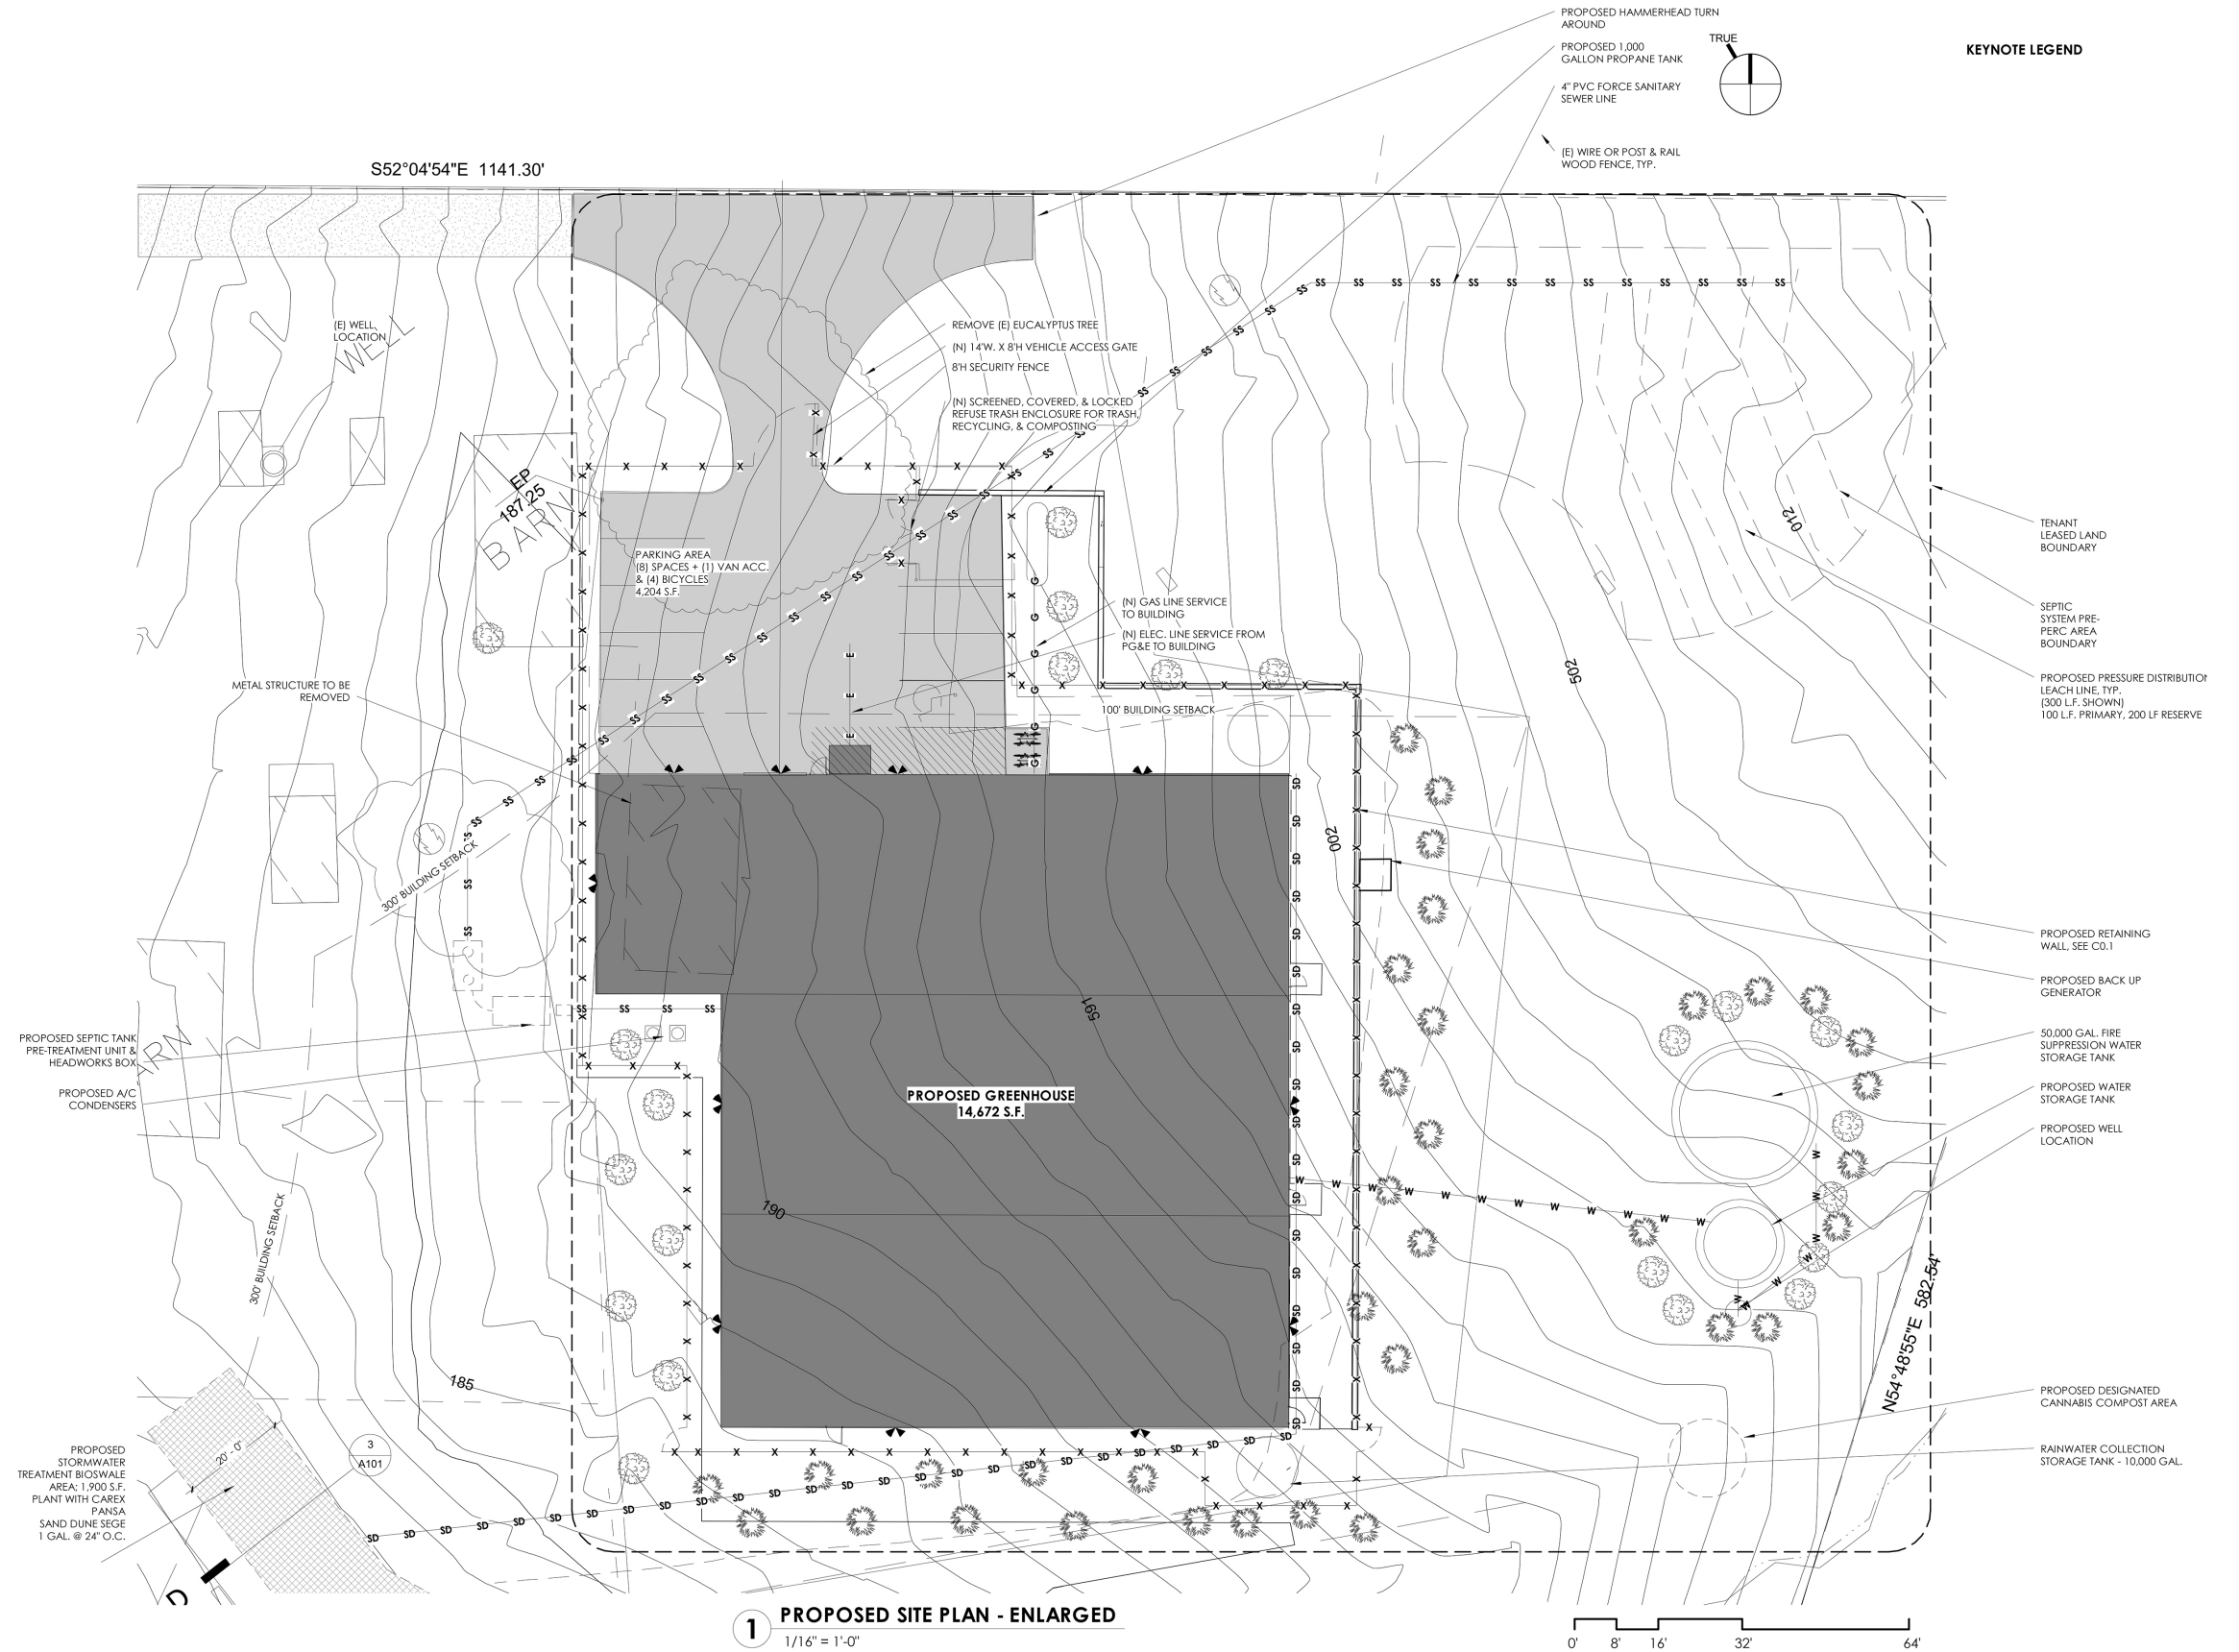 PROPOSED HAMMERHEAD TURN
AROUND
PROPOSED 1,000
GALLON PROPANE TANK
4" PVC FORCE SANITARY
SEWER LINE
(E) WIRE OR POST & RAIL
WOOD FENCE, TYP.
TRUE
KEYNOTE LEGEND
S52°04'54"E 1141.30'
(E) WELL
LOCATION
WELL
REMOVE (E) EUCALYPTUS TREE
(N) 14'W. X 8'H VEHICLE ACCESS GATE
8'H SECURITY FENCE
(N) SCREENED, COVERED, & LOCKED
REFUSE TRASH ENCLOSURE FOR TRASH,
RECYCLING, & COMPOSTING
EP
187.25
BARN
PARKING AREA
(8) SPACES + (1) VAN ACC.
& (4) BICYCLES
4,204 S.F.
(N) GAS LINE SERVICE
TO BUILDING
(N) ELEC. LINE SERVICE FROM
PG&E TO BUILDING
100' BUILDING SETBACK
METAL STRUCTURE TO BE
REMOVED
300' BUILDING SETBACK
210
205
200
195
190
185
TENANT
LEASED LAND
BOUNDARY
SEPTIC
SYSTEM PRE-
PERC AREA
BOUNDARY
PROPOSED PRESSURE DISTRIBUTION
LEACH LINE, TYP.
(300 L.F. SHOWN)
100 L.F. PRIMARY, 200 LF RESERVE
PROPOSED RETAINING
WALL, SEE C0.1
PROPOSED BACK UP
GENERATOR
50,000 GAL. FIRE
SUPPRESSION WATER
STORAGE TANK
PROPOSED WATER
STORAGE TANK
PROPOSED WELL
LOCATION
PROPOSED SEPTIC TANK
PRE-TREATMENT UNIT &
HEADWORKS BOX
PROPOSED A/C
CONDENSERS
ARN
PROPOSED GREENHOUSE
14,672 S.F.
300' BUILDING SETBACK
N54°48'55"E 582.54'
PROPOSED DESIGNATED
CANNABIS COMPOST AREA
RAINWATER COLLECTION
STORAGE TANK - 10,000 GAL.
PROPOSED
STORMWATER
TREATMENT BIOSWALE
AREA; 1,900 S.F.
PLANT WITH CAREX
PANSA
SAND DUNE SEGE
1 GAL. @ 24" O.C.
20' - 0"
3
A101
D
1
PROPOSED SITE PLAN - ENLARGED
1/16" = 1'-0"
0' 8' 16' 32' 64'